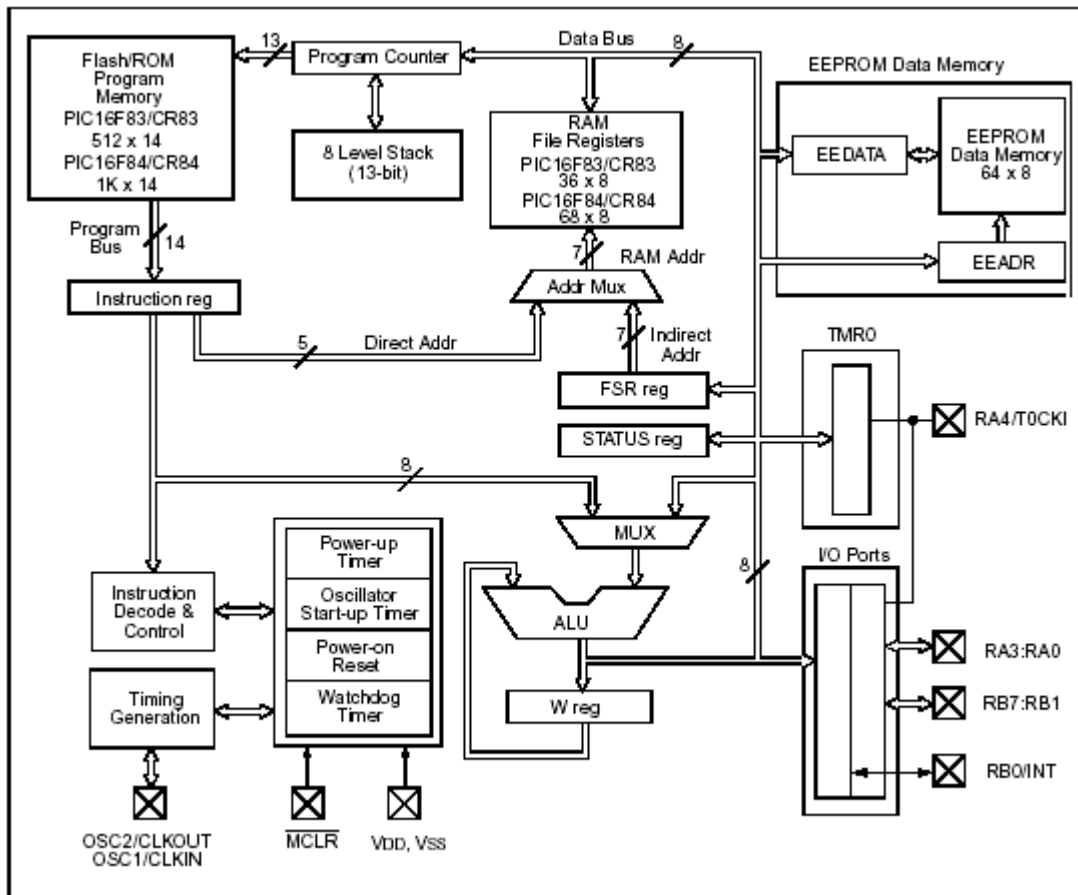 Flash/ROM
Program
Memory
PIC16F83/CR83
512 x 14
PIC16F84/CR84
1K x 14
13
Program Counter
8 Level Stack
(13-bit)
Data Bus
8
RAM
File Registers
PIC16F83/CR83
36 x 8
PIC16F84/CR84
68 x 8
EEPROM Data Memory
EEDATA
EEPROM
Data Memory
64 x 8
EEADR
Program
Bus
14
Instruction reg
7
RAM Addr
Addr Mux
5
Direct Addr
7
Indirect
Addr
FSR reg
STATUS reg
TMR0
RA4/T0CKI
8
MUX
ALU
W reg
8
I/O Ports
RA3:RA0
RB7:RB1
RB0/INT
Instruction
Decode &
Control
Timing
Generation
Power-up
Timer
Oscillator
Start-up Timer
Power-on
Reset
Watchdog
Timer
OSC2/CLKOUT
OSC1/CLKIN
MCLR
VDD, VSS